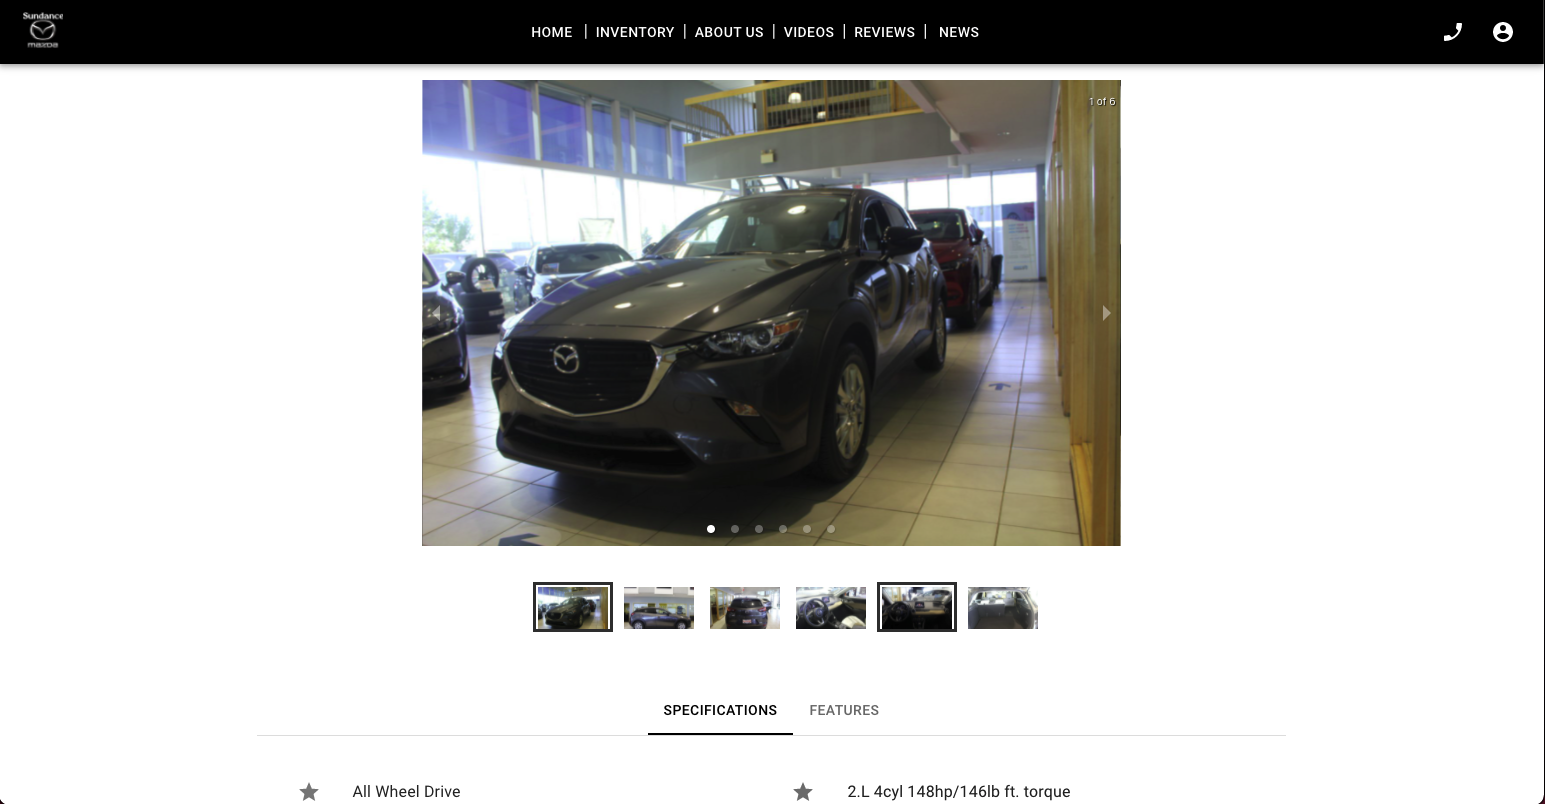 Sundance
mazda
HOME | INVENTORY | ABOUT US | VIDEOS | REVIEWS | NEWS
1 of 6
SPECIFICATIONS FEATURES
All Wheel Drive 2.L 4cyl 148hp/146lb ft. torque